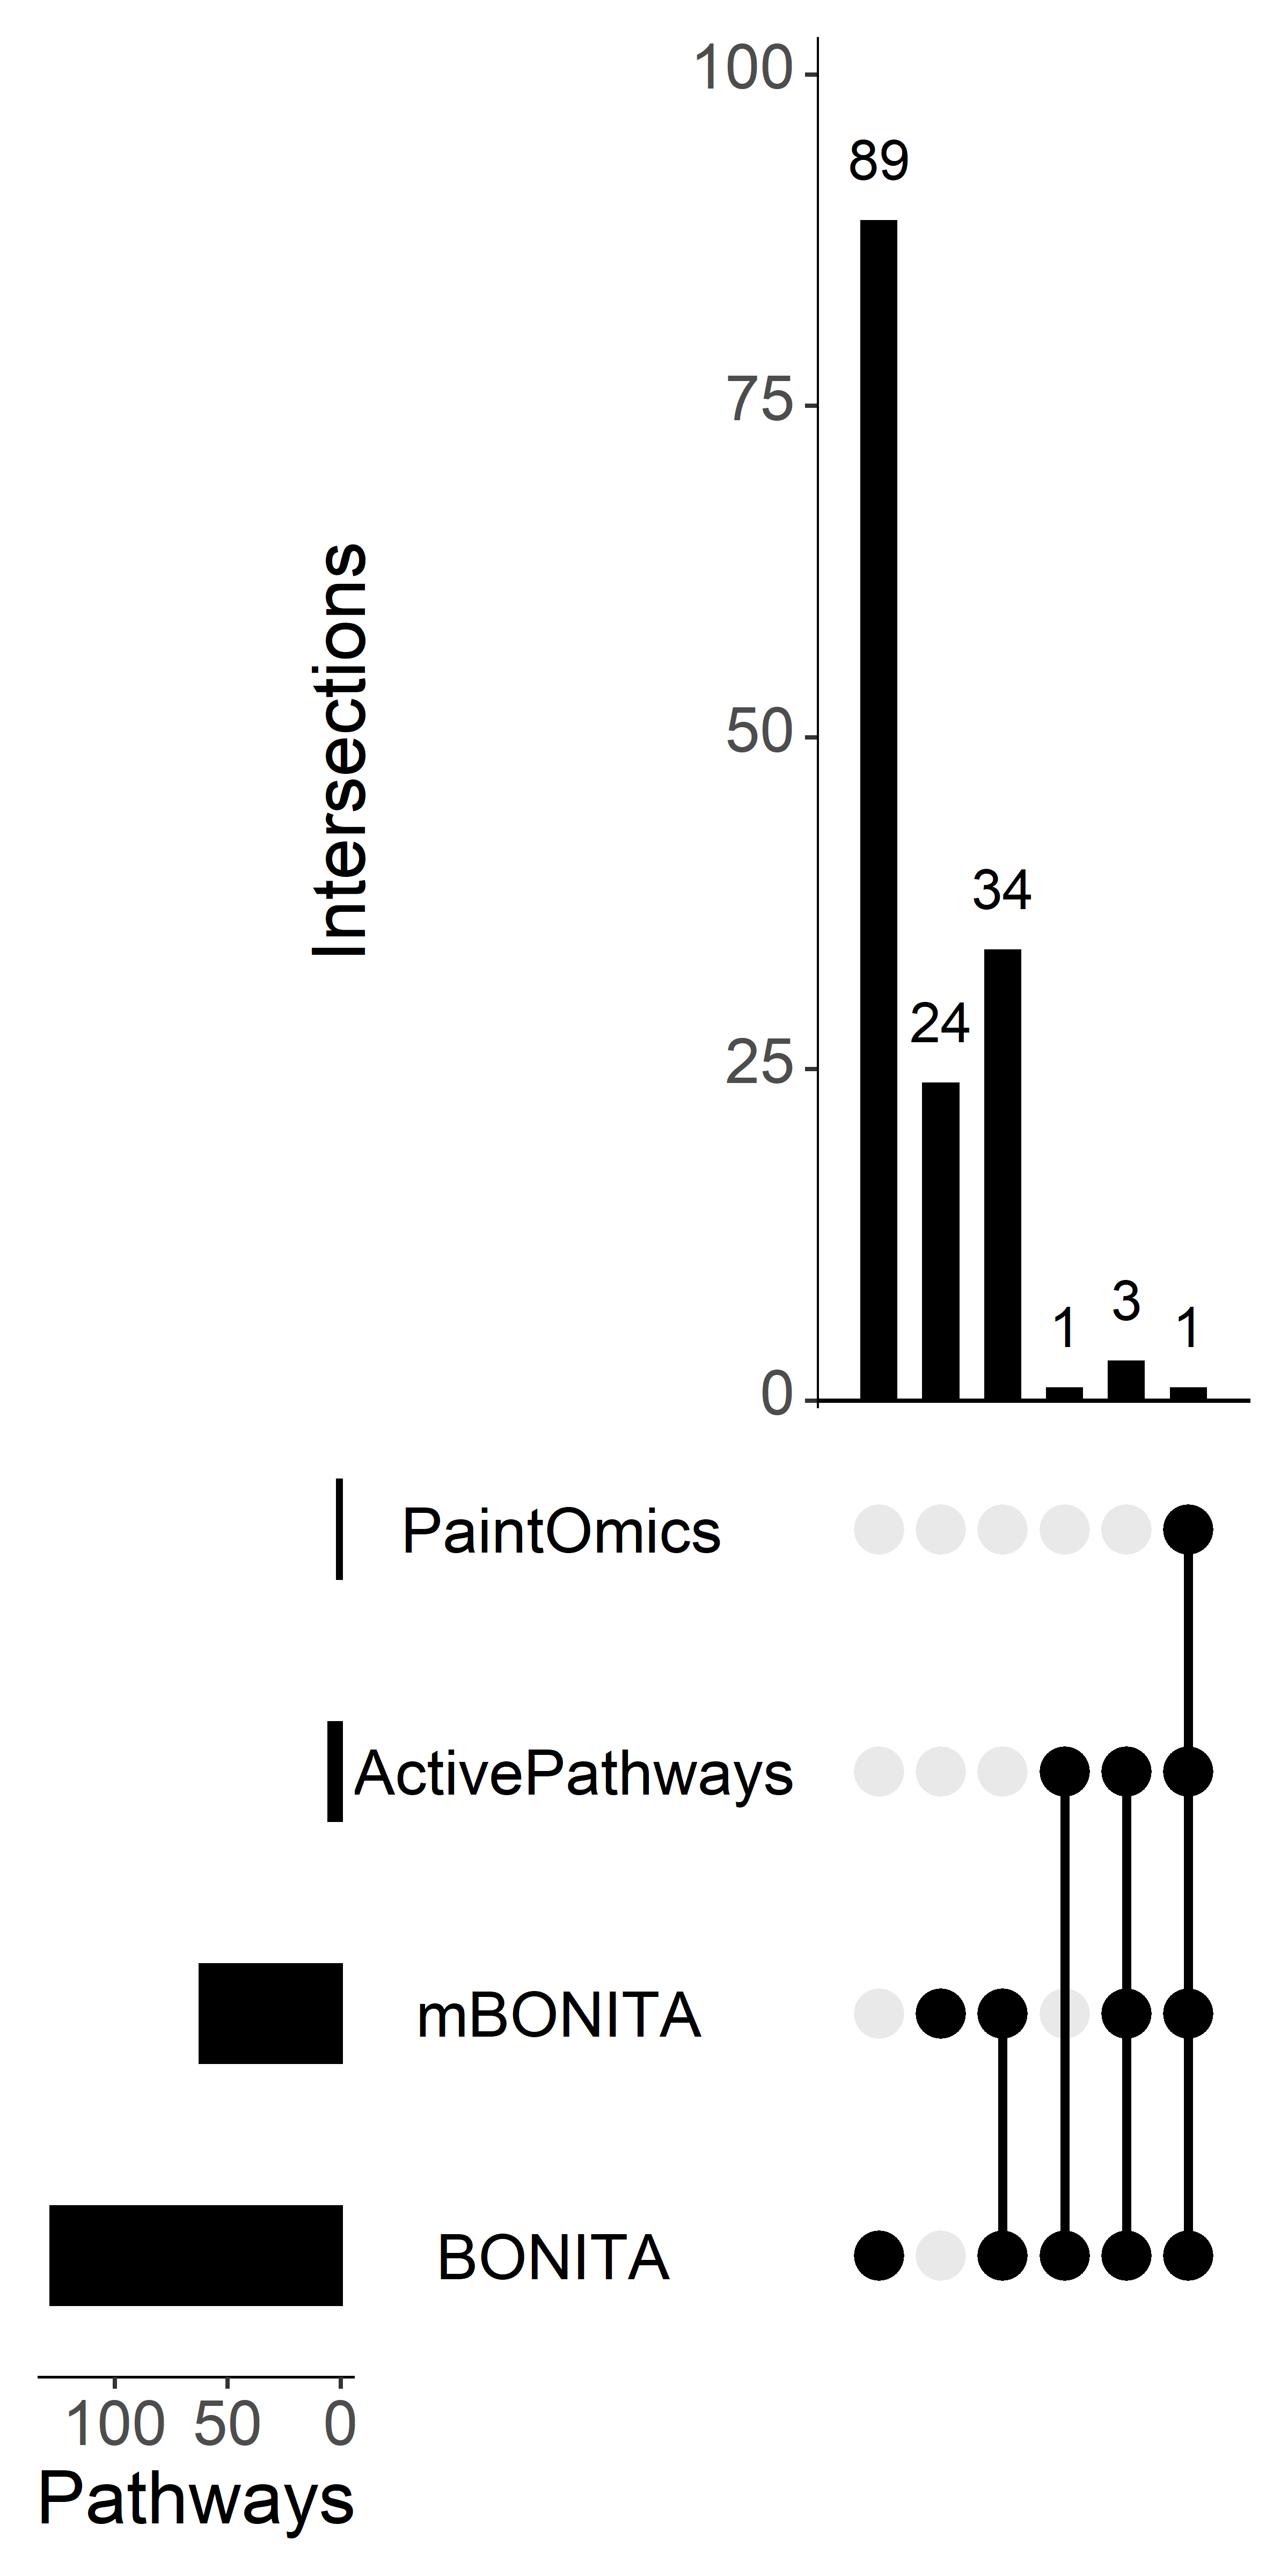 100
89
75
Intersections
50
34
24
25
1
3
1
0
PaintOmics
ActivePathways
mBONITA
BONITA
100 50 0
Pathways